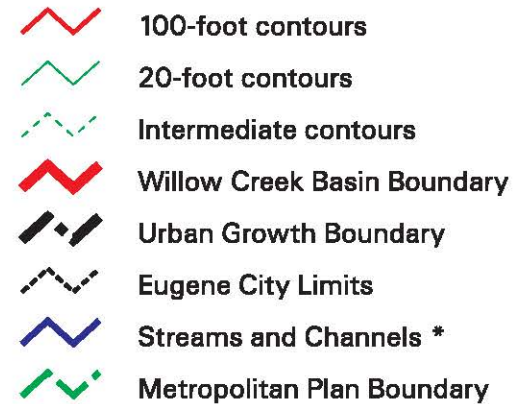 100-foot contours
20-foot contours
Intermediate contours
Willow Creek Basin Boundary
Urban Growth Boundary
Eugene City Limits
Streams and Channels *
Metropolitan Plan Boundary